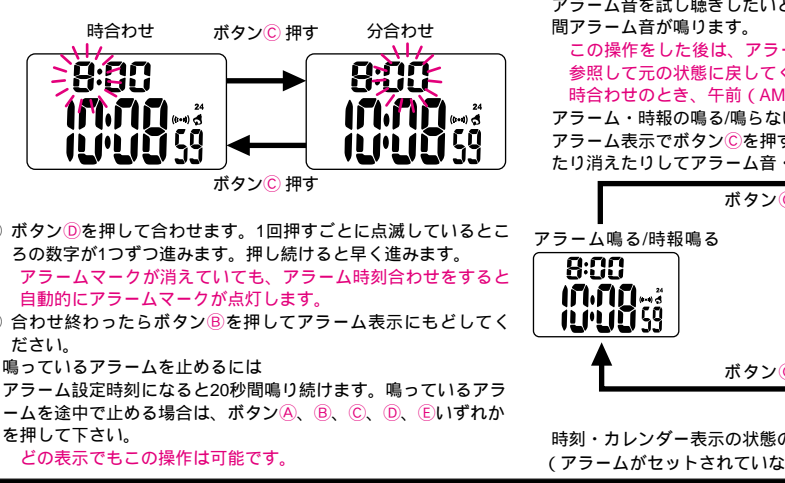 時合わせ
ボタンⒸ 押す
分合わせ
8:00
10:08 59
24
8:00
10:08 59
24
ボタンⒸ 押す
ボタンⒹを押して合わせます。1回押すごとに点滅しているとこ
ろの数字が1つずつ進みます。押し続けると早く進みます。
アラームマークが消えていても、アラーム時刻合わせをすると
自動的にアラームマークが点灯します。
合わせ終わったらボタンⒷを押してアラーム表示にもどしてく
ださい。
鳴っているアラームを止めるには
アラーム設定時刻になると20秒間鳴り続けます。鳴っているアラ
ームを途中で止める場合は、ボタンⒶ、Ⓑ、Ⓒ、Ⓓ、Ⓔいずれか
を押して下さい。
どの表示でもこの操作は可能です。
アラーム音を試し聴きしたいと
間アラーム音が鳴ります。
この操作をした後は、アラー
参照して元の状態に戻してく
時合わせのとき、午前（AM
アラーム・時報の鳴る/鳴らない
アラーム表示でボタンⒸを押す
たり消えたりしてアラーム音・
ボタンⒸ
アラーム鳴る/時報鳴る
8:00
10:08 59
24
ボタンⒸ
時刻・カレンダー表示の状態の
（アラームがセットされていな